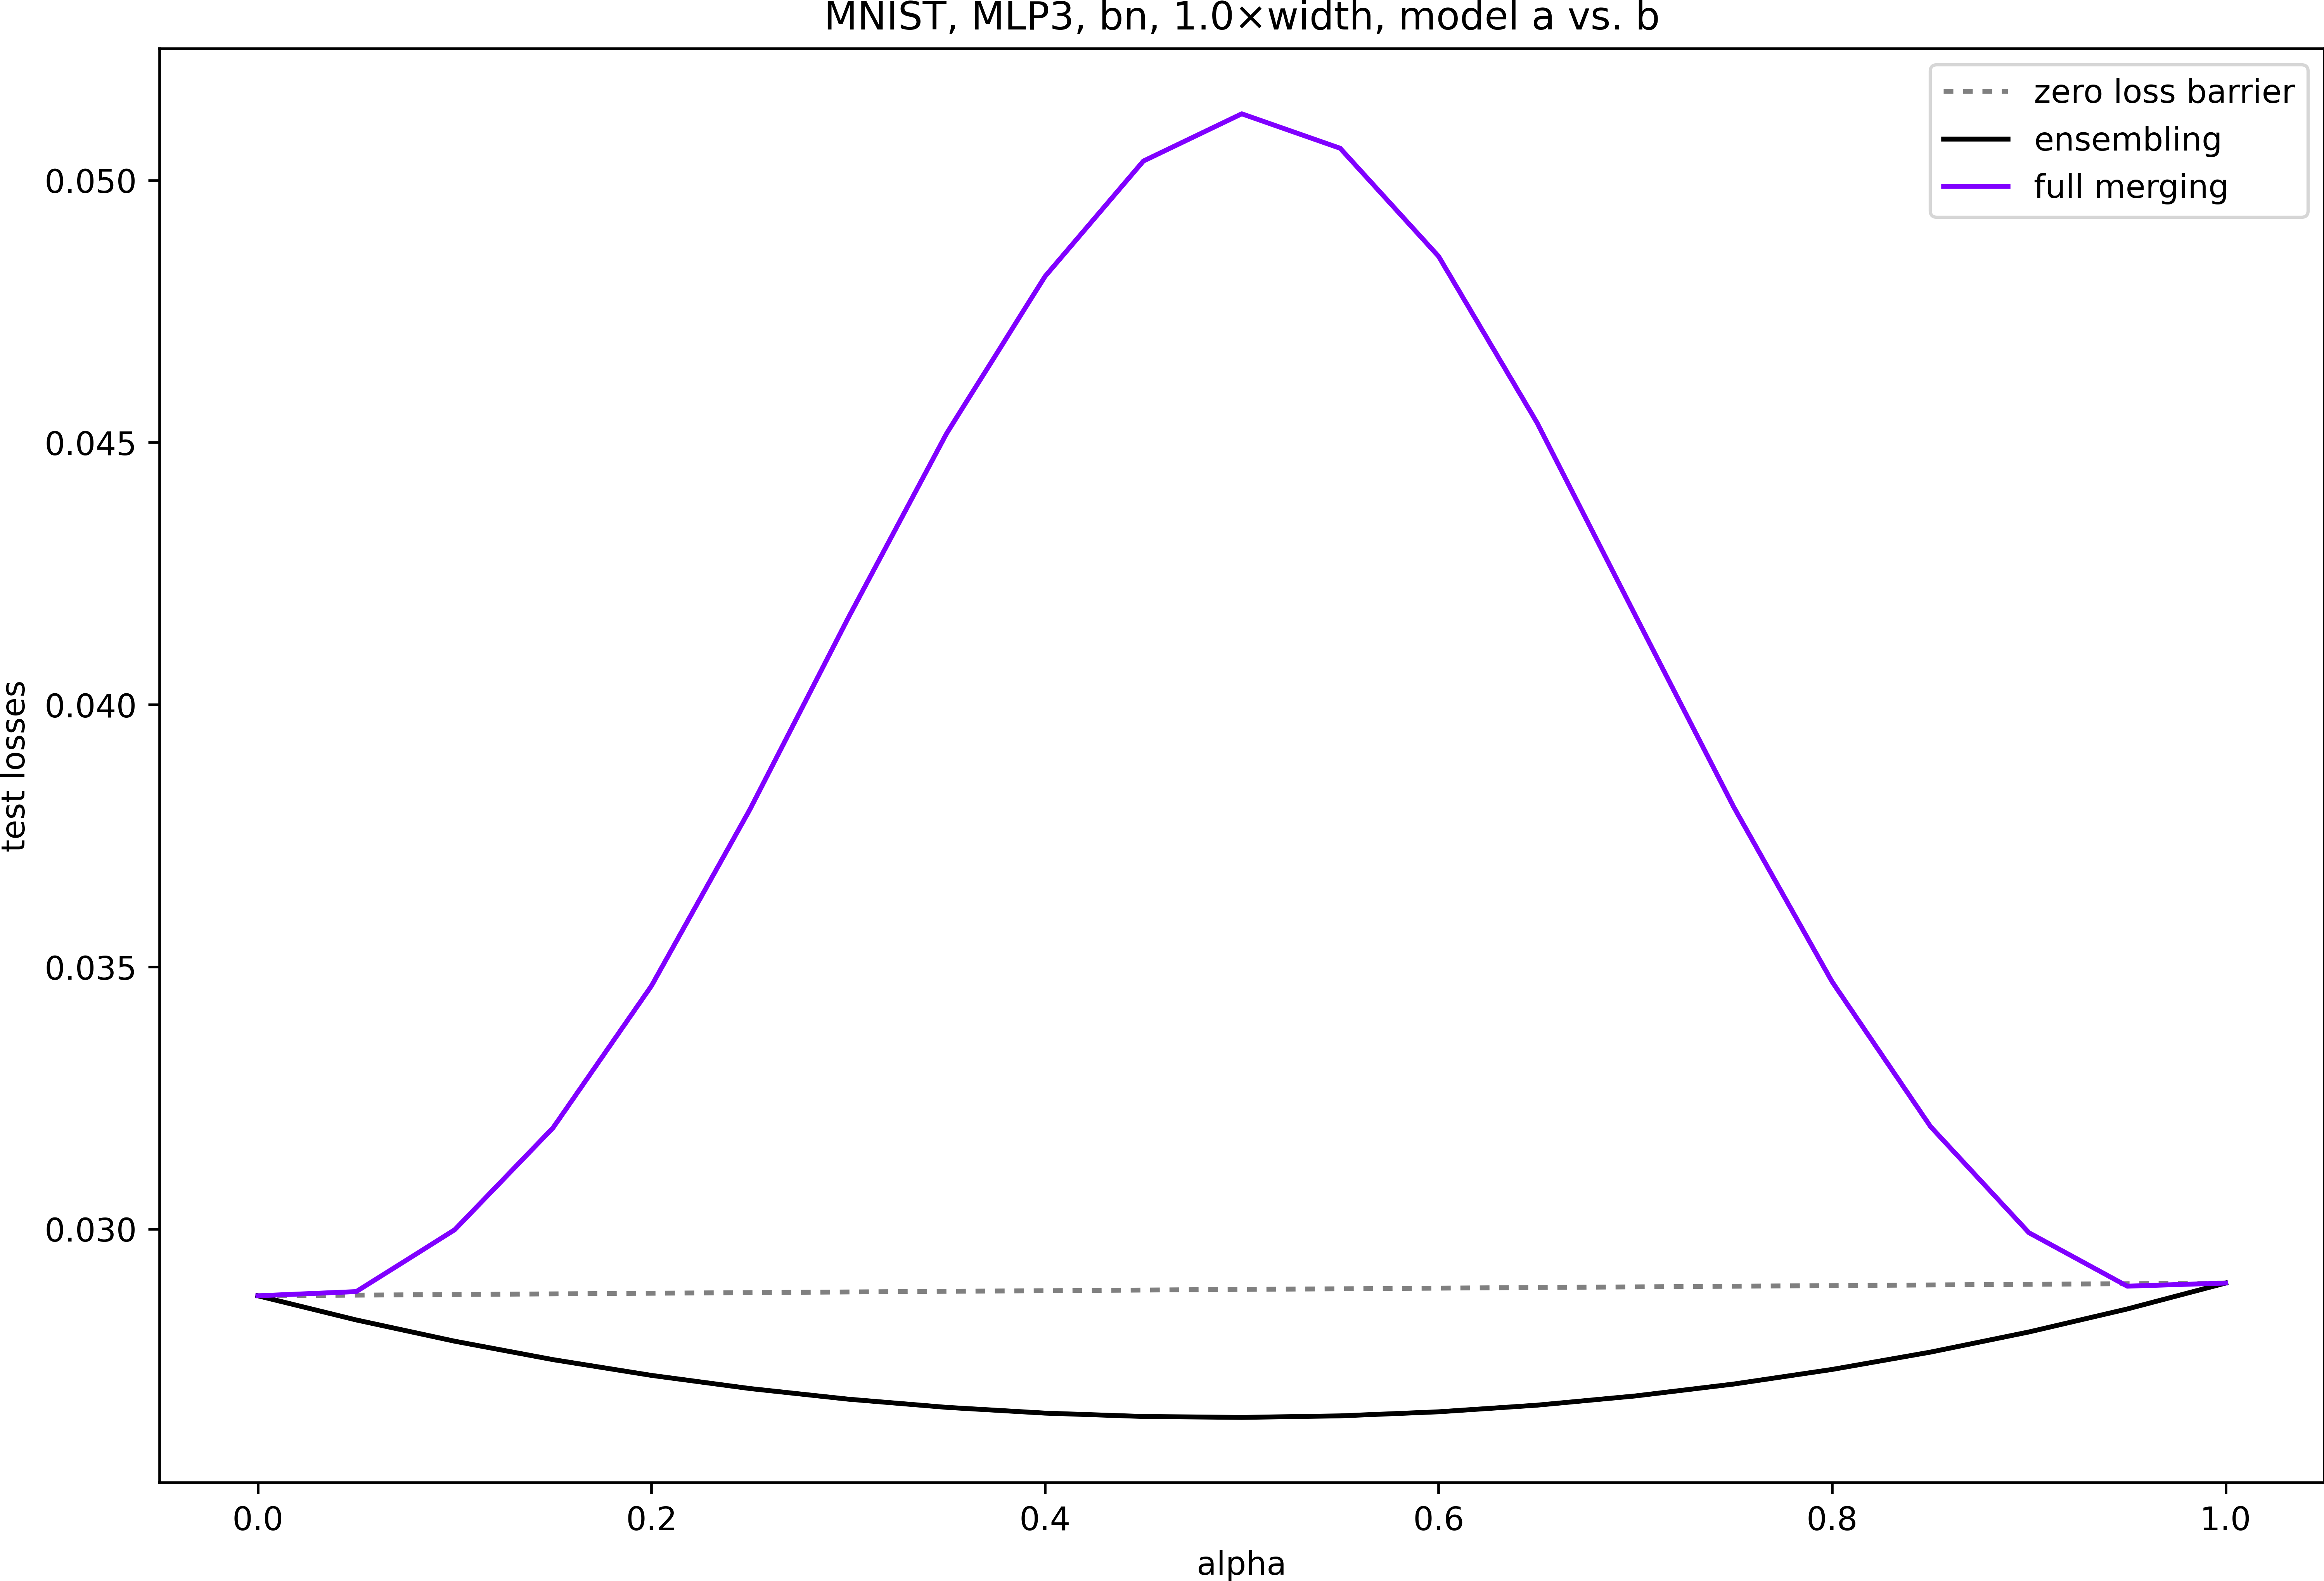 MNIST, MLP3, bn, 1.0×width, model a vs. b
zero loss barrier
ensembling
full merging
0.050
0.045
0.040
0.035
0.030
test losses
0.0 0.2 0.4 0.6 0.8 1.0
alpha